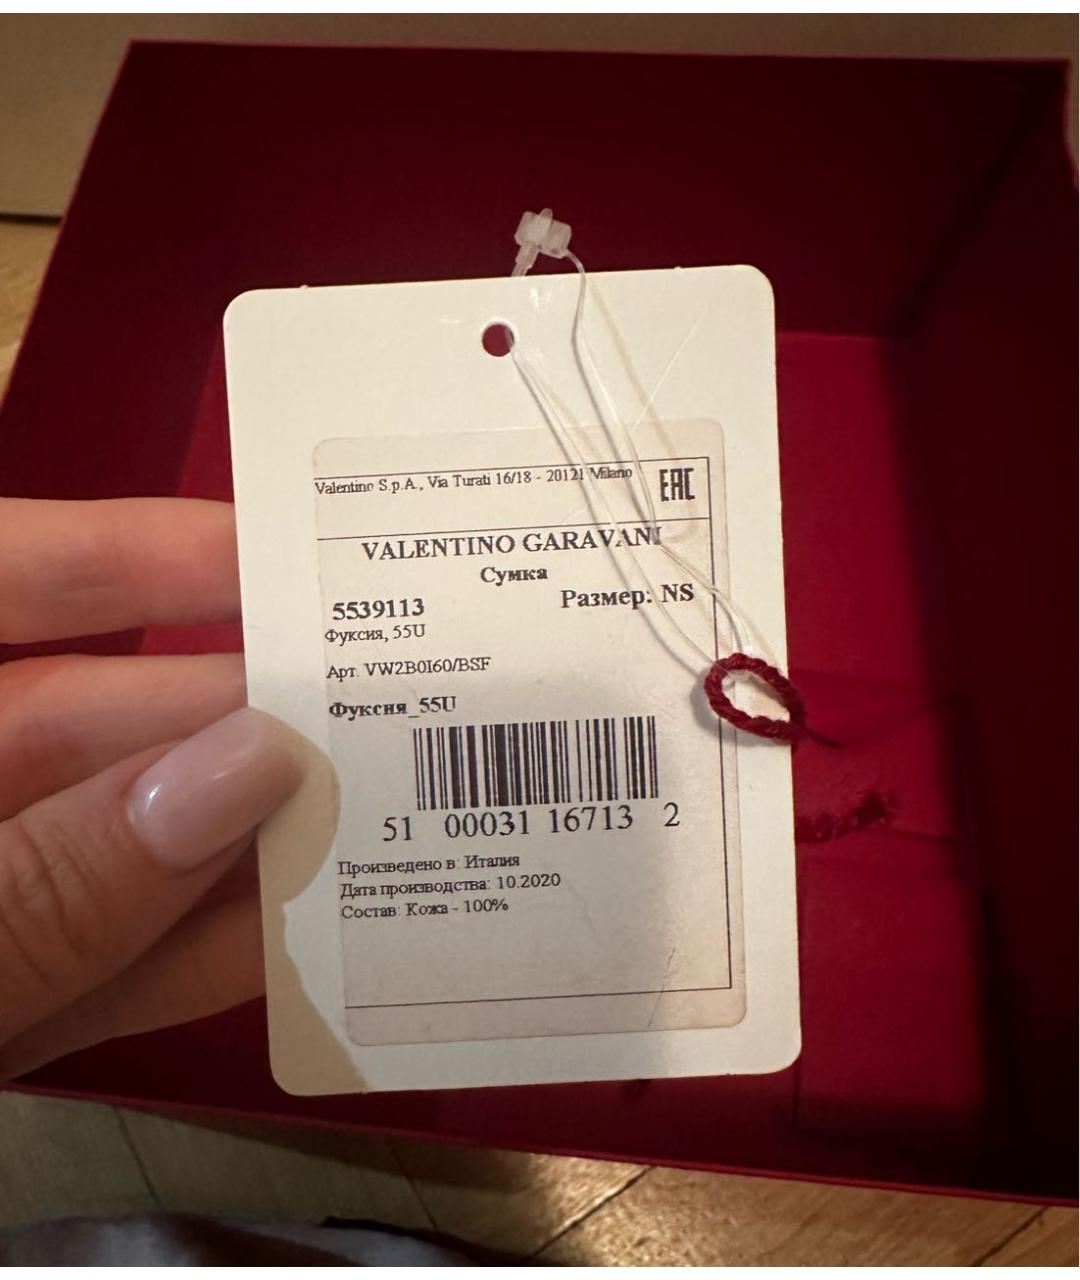 Valentino S.p.A., Via Turati 16/18 - 20121 Milano
EAC
VALENTINO GARAVANI
Сумка
5539113
Размер: NS
Фуксия, 55U
Арт. VW2B0I60/BSF
Фуксия_55U
51 00031 16713 2
Произведено в: Италия
Дата производства: 10.2020
Состав: Кожа - 100%